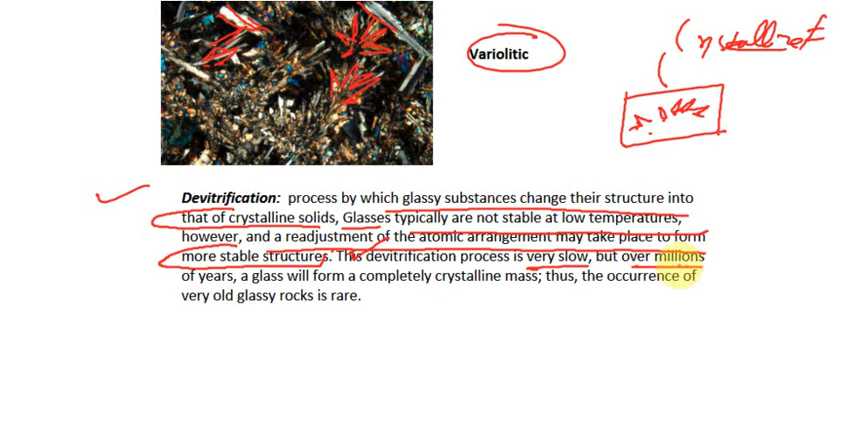 Variolitic
Devitrification: process by which glassy substances change their structure into
that of crystalline solids, Glasses typically are not stable at low temperatures,
however, and a readjustment of the atomic arrangement may take place to form
more stable structures. This devitrification process is very slow, but over millions
of years, a glass will form a completely crystalline mass; thus, the occurrence of
very old glassy rocks is rare.